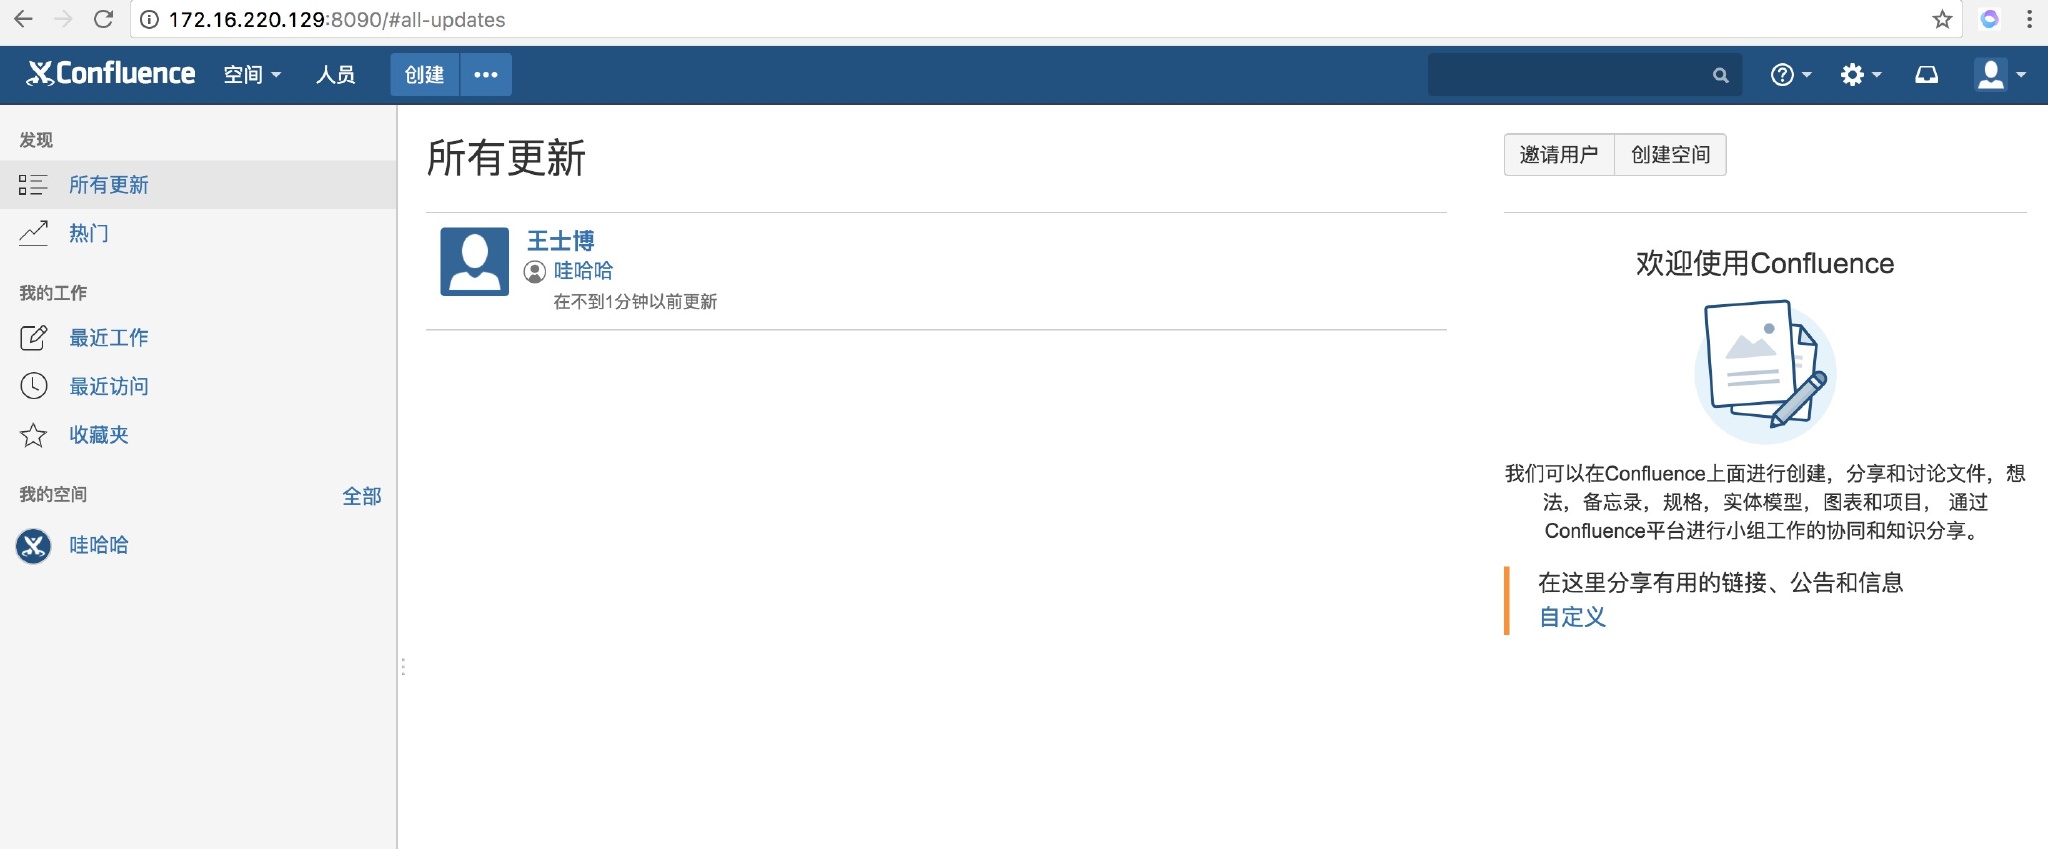 172.16.220.129:8090/#all-updates
Confluence 空间 人员 创建
发现
所有更新
热门
我的工作
最近工作
最近访问
收藏夹
我的空间 全部
哇哈哈
所有更新
王士博
哇哈哈
在不到1分钟以前更新
邀请用户 创建空间
欢迎使用Confluence
我们可以在Confluence上面进行创建，分享和讨论文件，想
法，备忘录，规格，实体模型，图表和项目， 通过
Confluence平台进行小组工作的协同和知识分享。
在这里分享有用的链接、公告和信息
自定义